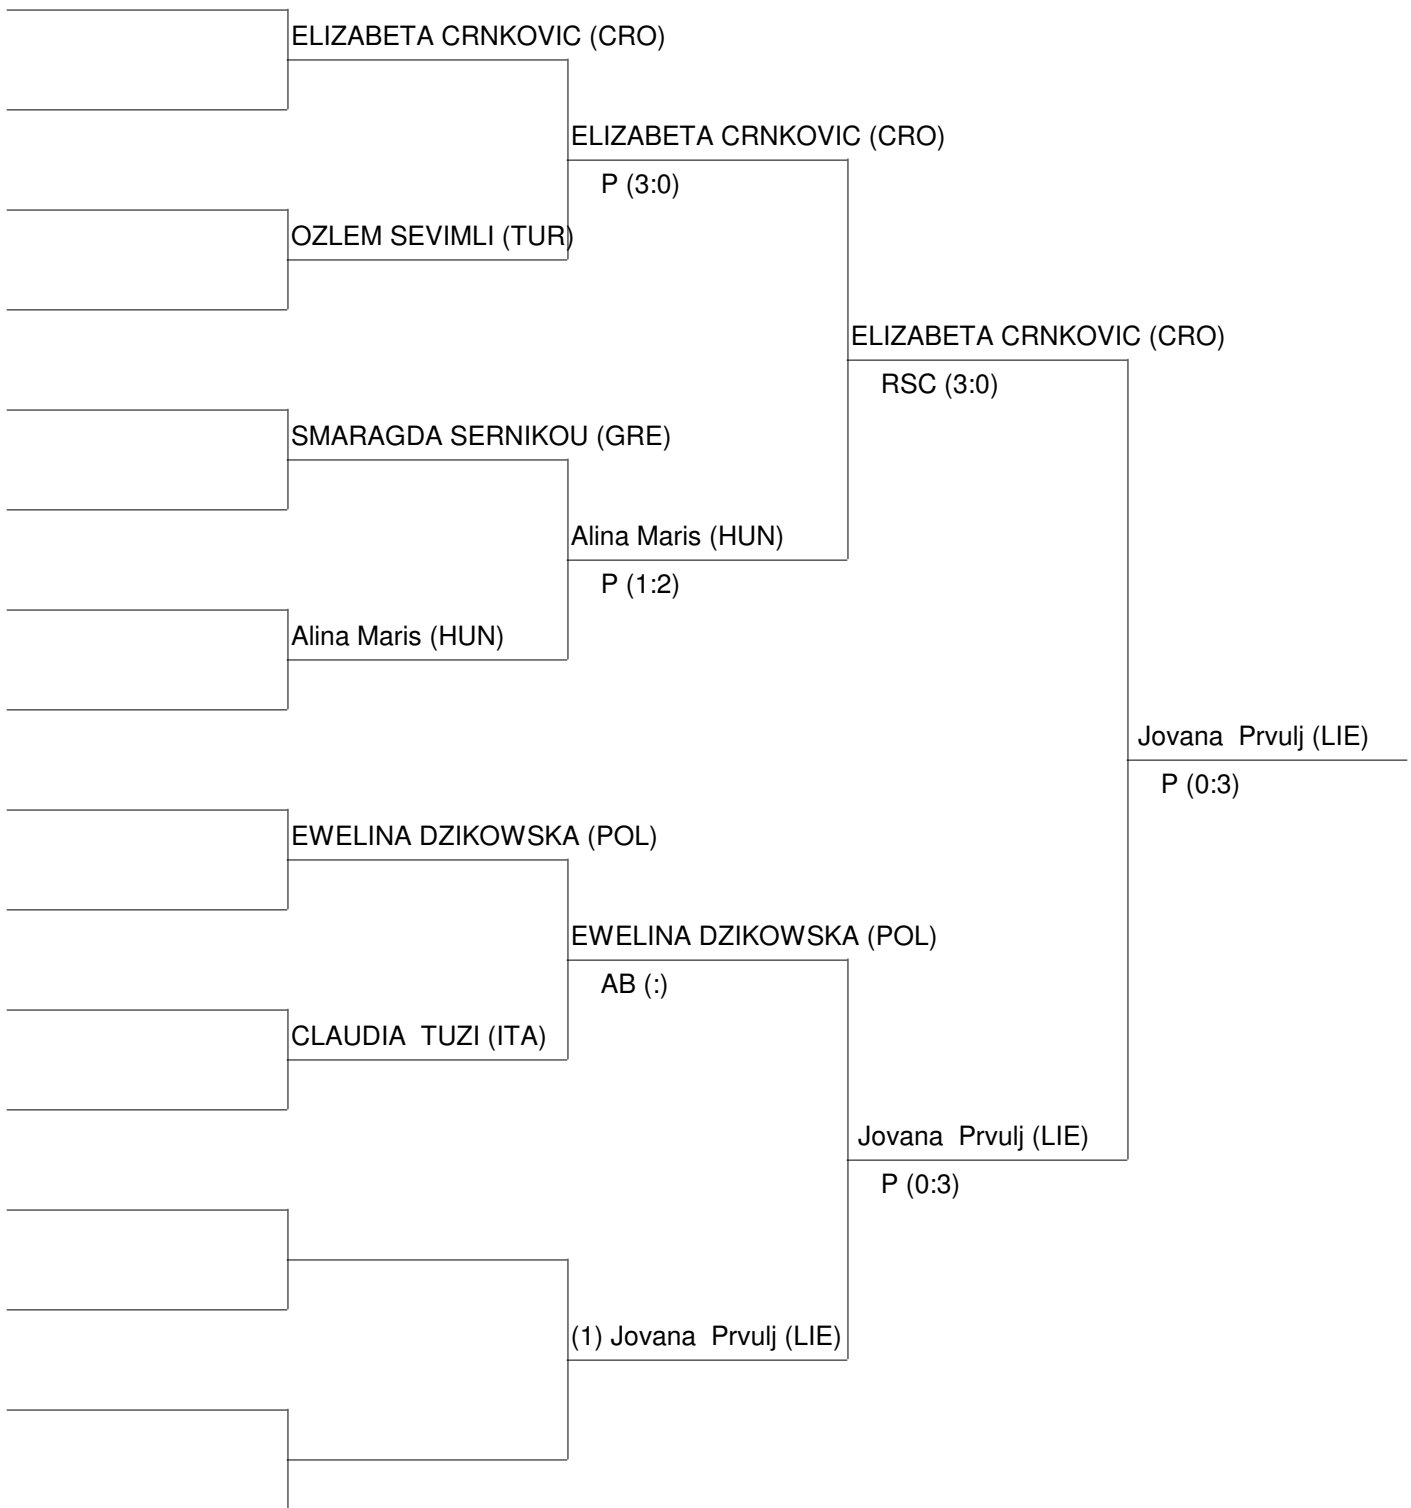 ELIZABETA CRNKOVIC (CRO)
ELIZABETA CRNKOVIC (CRO)
P (3:0)
OZLEM SEVIMLI (TUR)
ELIZABETA CRNKOVIC (CRO)
RSC (3:0)
SMARAGDA SERNIKOU (GRE)
Alina Maris (HUN)
P (1:2)
Alina Maris (HUN)
Jovana  Prvulj (LIE)
P (0:3)
EWELINA DZIKOWSKA (POL)
EWELINA DZIKOWSKA (POL)
AB (:)
CLAUDIA  TUZI (ITA)
Jovana  Prvulj (LIE)
P (0:3)
(1) Jovana  Prvulj (LIE)